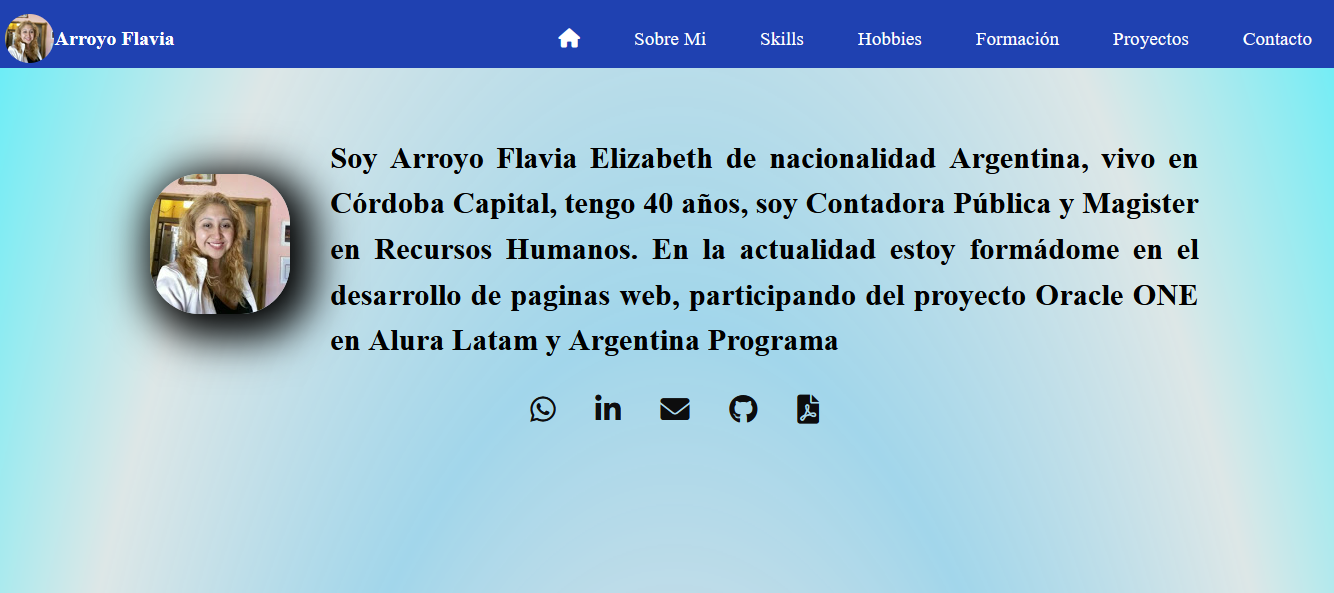 Arroyo Flavia
Sobre Mi
Skills
Hobbies
Formación
Proyectos
Contacto
Soy Arroyo Flavia Elizabeth de nacionalidad Argentina, vivo en
Córdoba Capital, tengo 40 años, soy Contadora Pública y Magister
en Recursos Humanos. En la actualidad estoy formádome en el
desarrollo de paginas web, participando del proyecto Oracle ONE
en Alura Latam y Argentina Programa